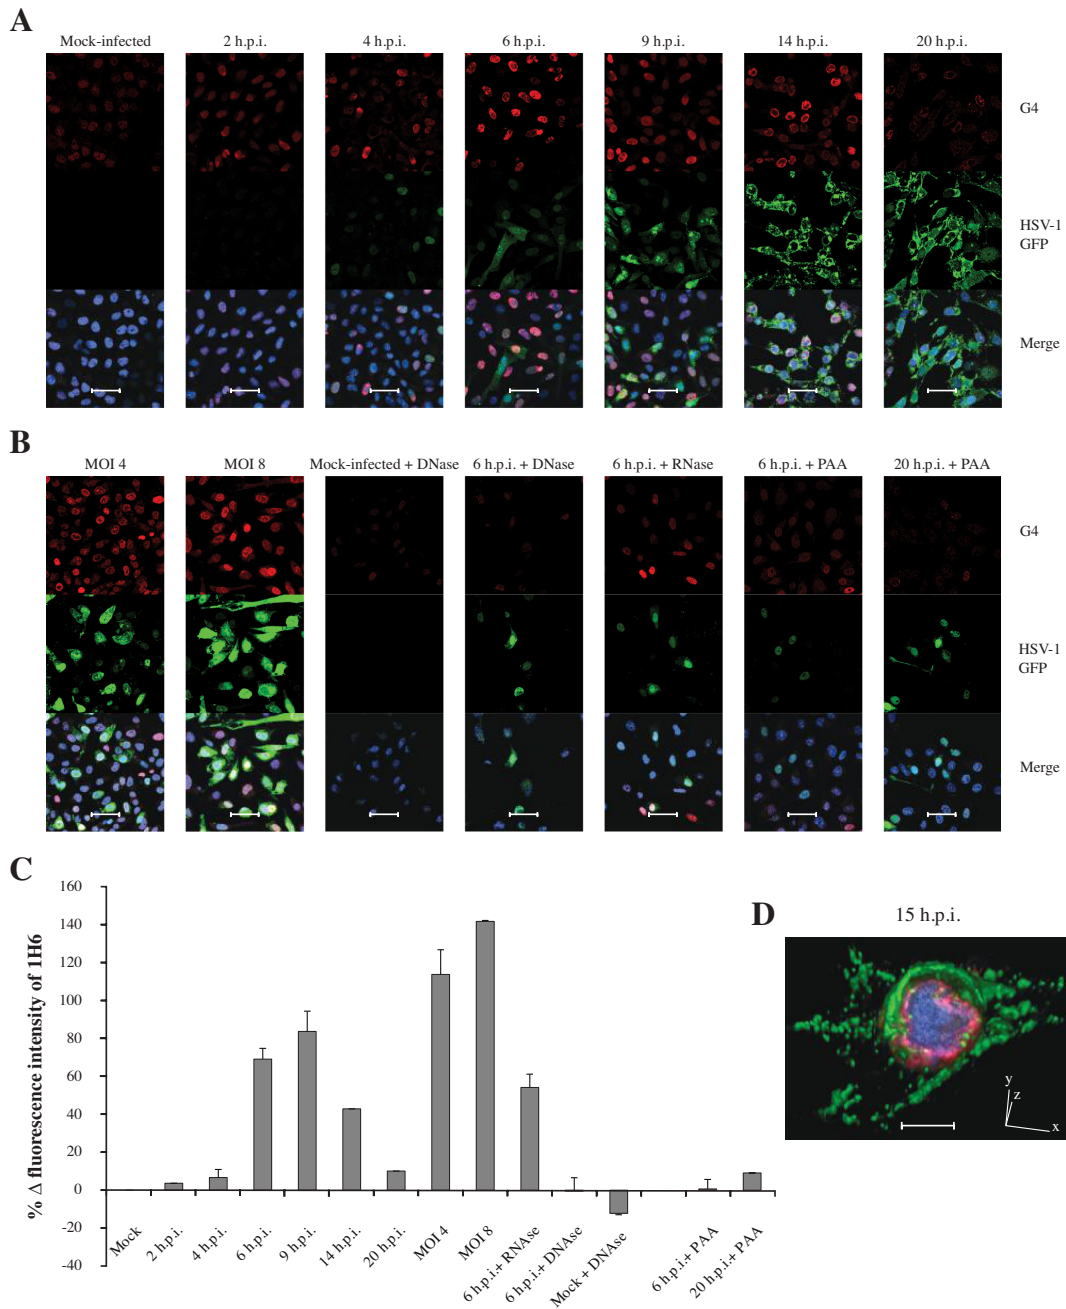 A
Mock-infected 2 h.p.i. 4 h.p.i. 6 h.p.i. 9 h.p.i. 14 h.p.i. 20 h.p.i.
G4
HSV-1
GFP
Merge
B
MOI 4 MOI 8 Mock-infected + DNase 6 h.p.i. + DNase 6 h.p.i. + RNase 6 h.p.i. + PAA 20 h.p.i. + PAA
G4
HSV-1
GFP
Merge
C
% Δ fluorescence intensity of 1H6
160
140
120
100
80
60
40
20
0
-20
-40
Mock
2 h.p.i.
4 h.p.i.
6 h.p.i.
9 h.p.i.
14 h.p.i.
20 h.p.i.
MOI 4
MOI 8
6 h.p.i.+ RNAse
6 h.p.i.+ DNAse
Mock + DNAse
6 h.p.i.+ PAA
20 h.p.i.+ PAA
D
15 h.p.i.
y
z
x